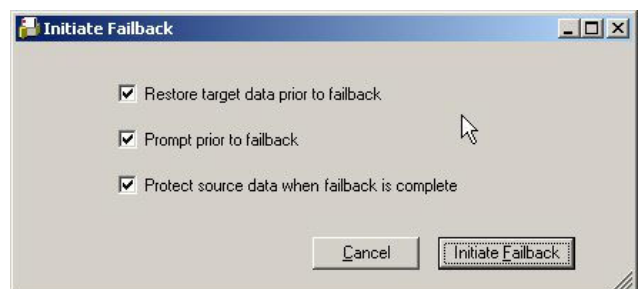 Initiate Failback
Restore target data prior to failback
Prompt prior to failback
Protect source data when failback is complete
Cancel
Initiate Failback